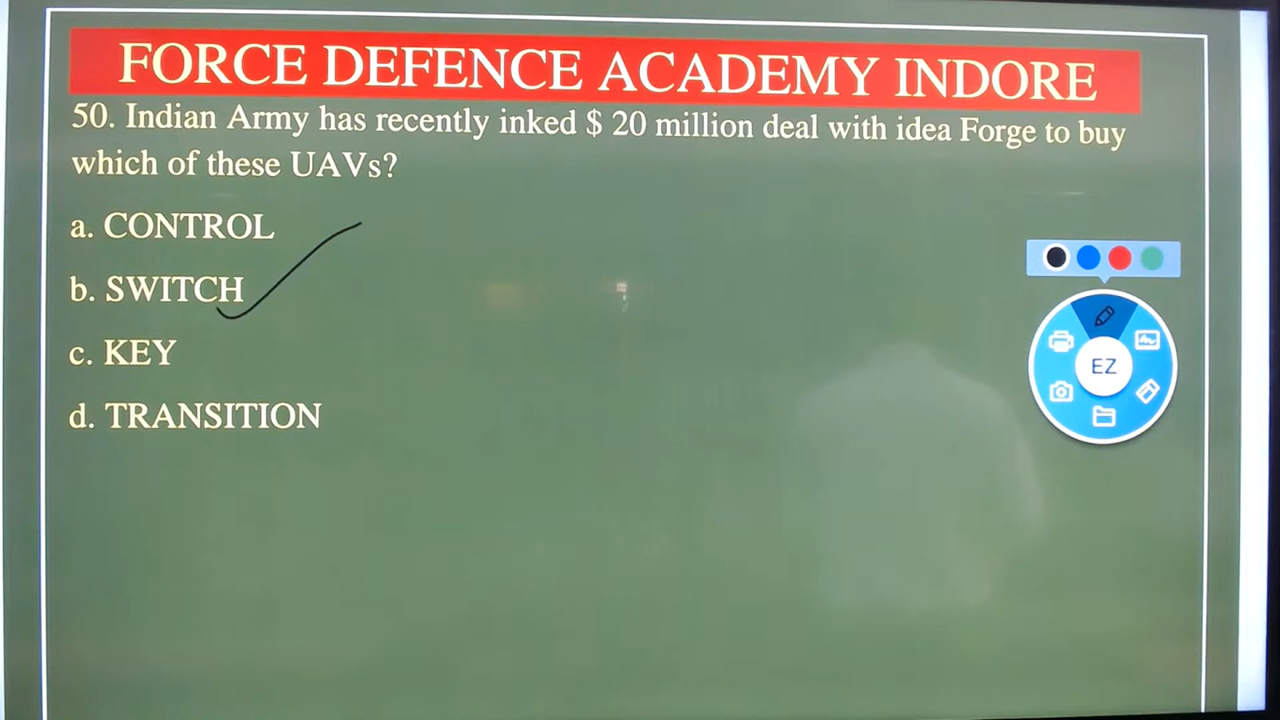 FORCE DEFENCE ACADEMY INDORE
50. Indian Army has recently inked $ 20 million deal with idea Forge to buy
which of these UAVs?
a. CONTROL
b. SWITCH
c. KEY
d. TRANSITION
EZ